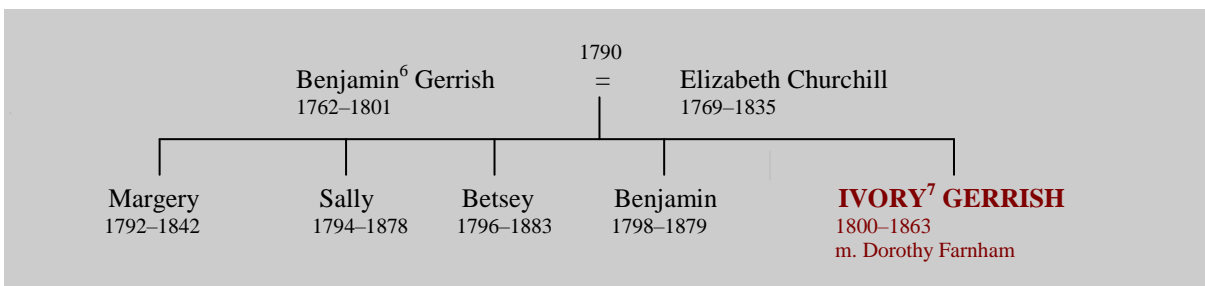 1790
Benjamin⁶ Gerrish = Elizabeth Churchill
1762–1801 1769–1835
Margery Sally Betsey Benjamin IVORY⁷ GERRISH
1792–1842 1794–1878 1796–1883 1798–1879 1800–1863
m. Dorothy Farnham